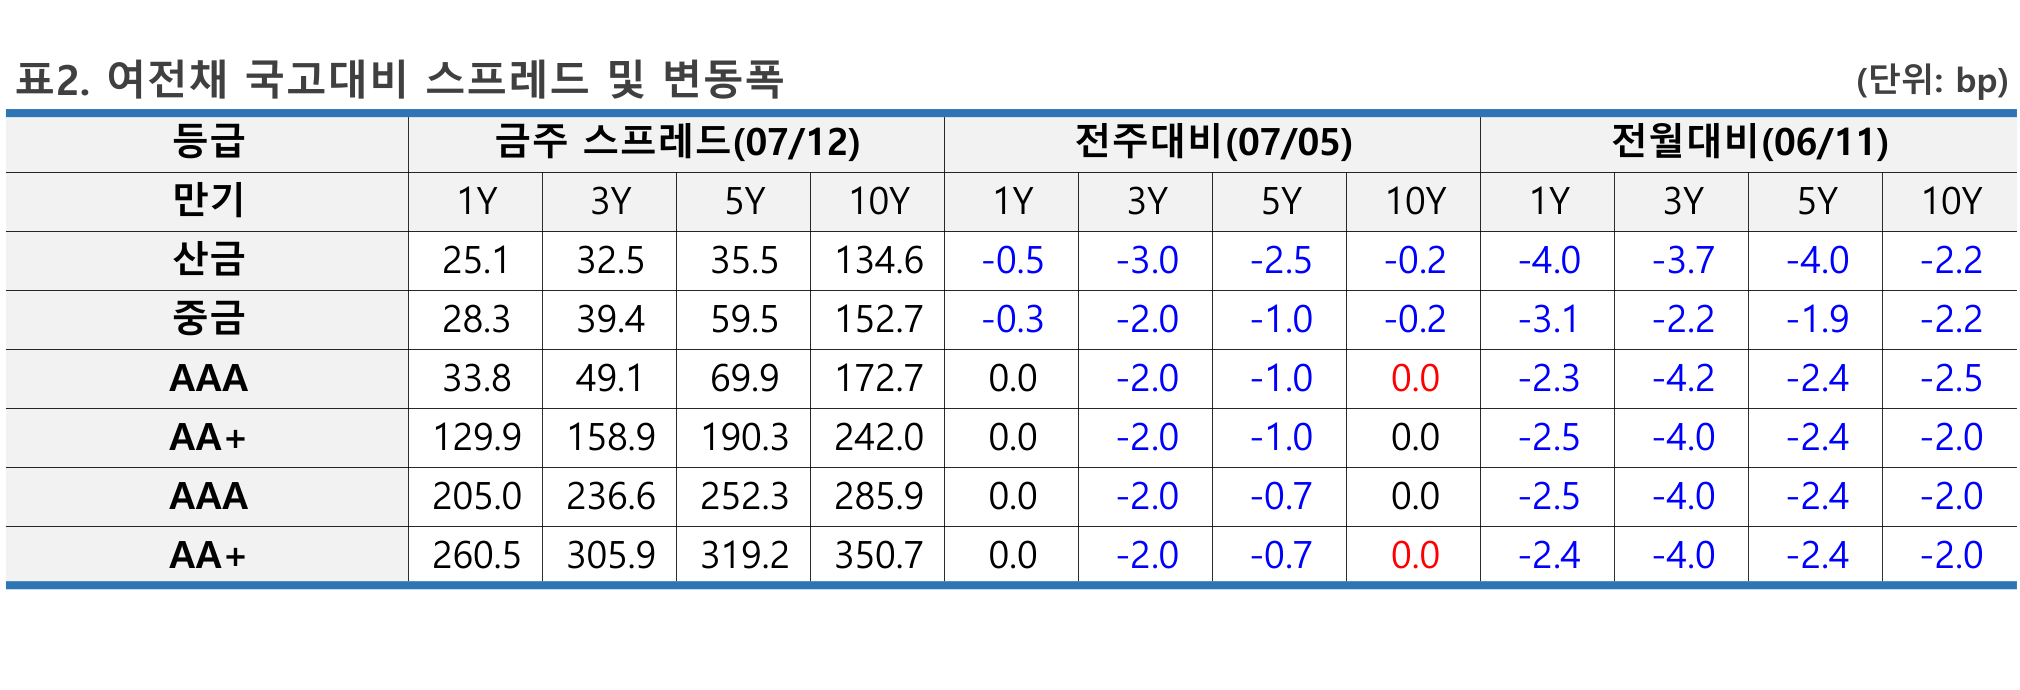 표2. 여전채 국고대비 스프레드 및 변동폭 (단위: bp)
등급 금주 스프레드(07/12) 전주대비(07/05) 전월대비(06/11)
만기 1Y 3Y 5Y 10Y 1Y 3Y 5Y 10Y 1Y 3Y 5Y 10Y
산금 25.1 32.5 35.5 134.6 -0.5 -3.0 -2.5 -0.2 -4.0 -3.7 -4.0 -2.2
중금 28.3 39.4 59.5 152.7 -0.3 -2.0 -1.0 -0.2 -3.1 -2.2 -1.9 -2.2
AAA 33.8 49.1 69.9 172.7 0.0 -2.0 -1.0 0.0 -2.3 -4.2 -2.4 -2.5
AA+ 129.9 158.9 190.3 242.0 0.0 -2.0 -1.0 0.0 -2.5 -4.0 -2.4 -2.0
AAA 205.0 236.6 252.3 285.9 0.0 -2.0 -0.7 0.0 -2.5 -4.0 -2.4 -2.0
AA+ 260.5 305.9 319.2 350.7 0.0 -2.0 -0.7 0.0 -2.4 -4.0 -2.4 -2.0